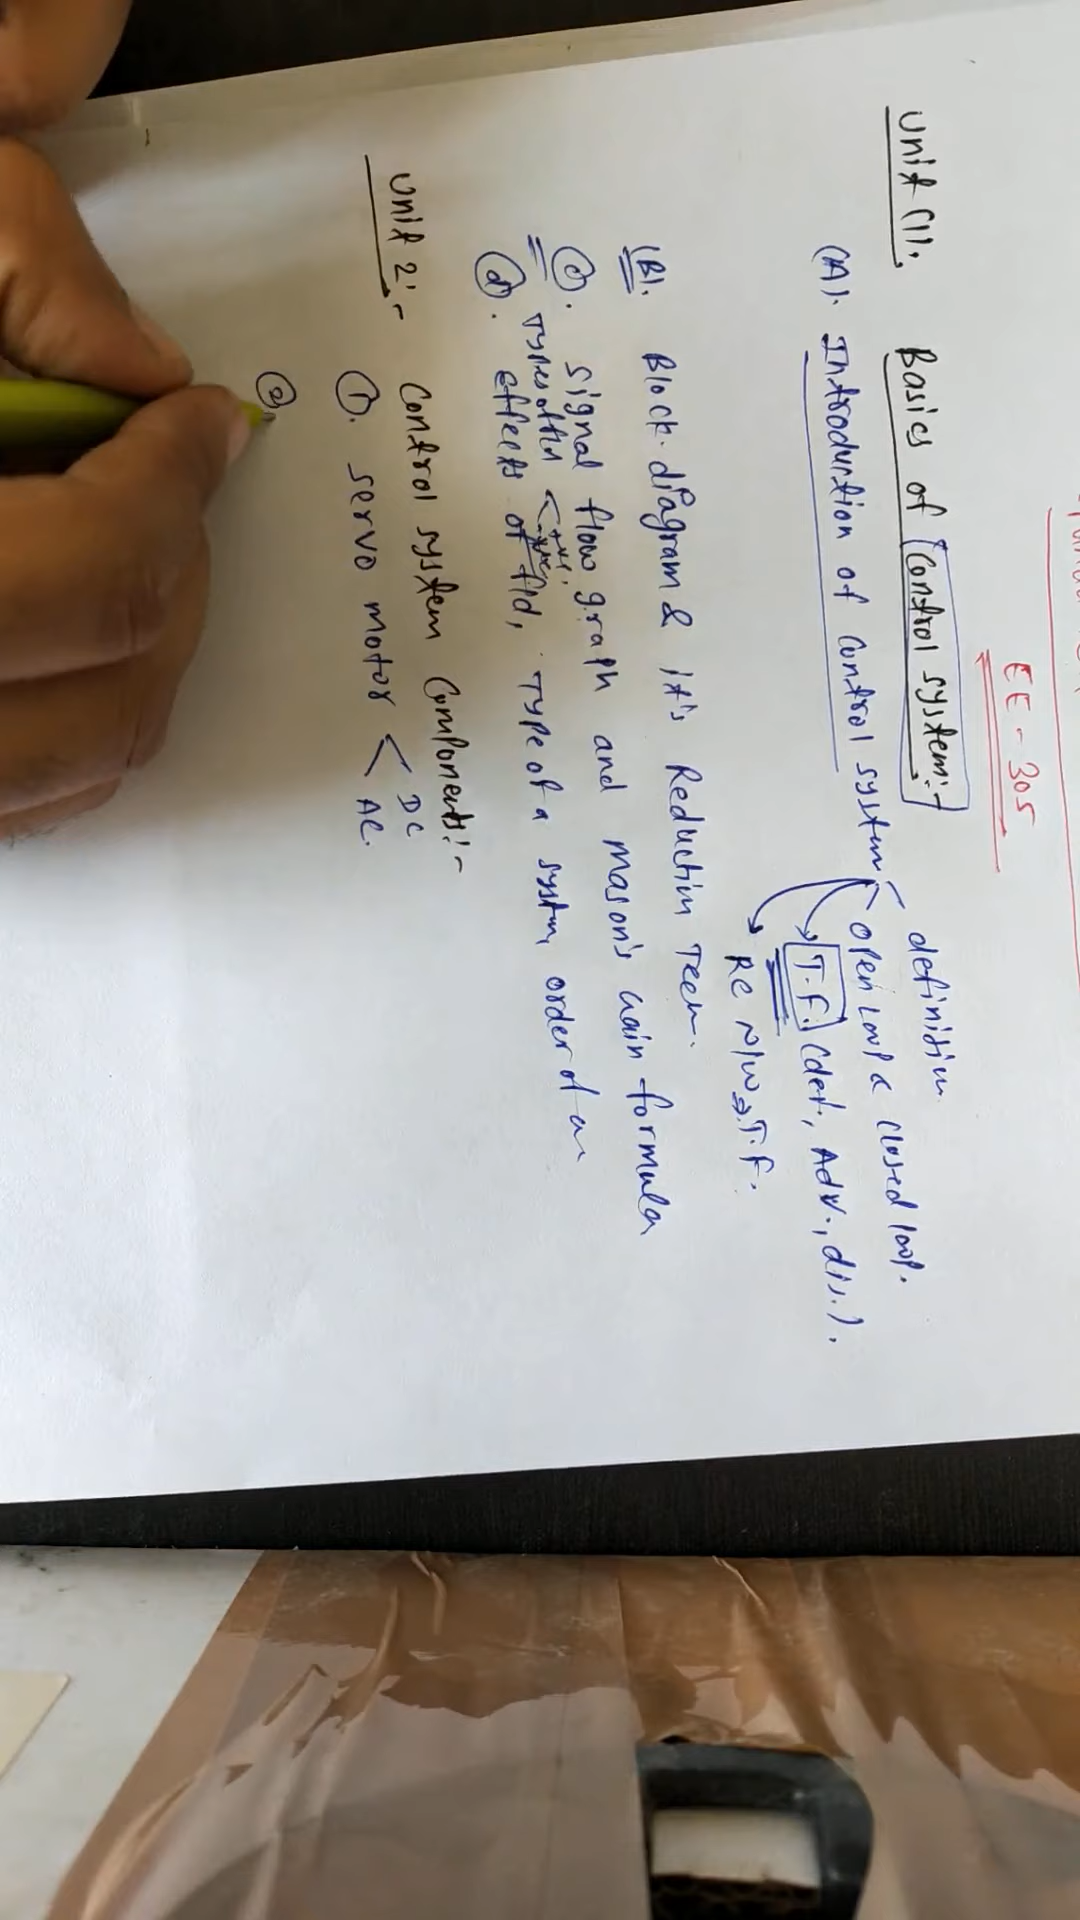 EE-305
Unit (1). Basics of Control system:-
(A). Introduction of Control system definition
open loop & closed loop.
T.F. (def., Adv., dis.).
RC N/W → T.F.
(B). Block diagram & it's Reduction Tech.
(C). Signal flow graph and mason's Gain formula
Types of
(d). effects of f/d, Type of a system, order of a
Unit 2:- Control system Components:-
(1). Servo motor < DC
AC.
(2)